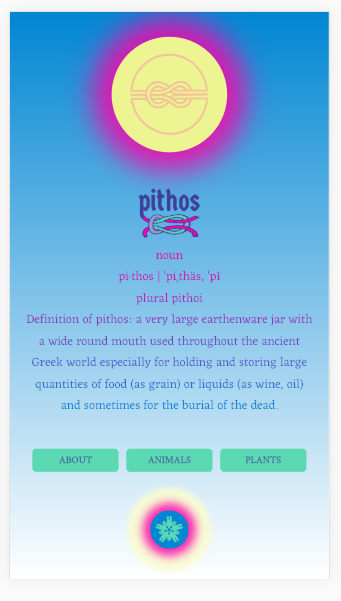 pithos
noun
pi·thos | ˈpiˌthäs, ˈpī
plural pithoi
Definition of pithos: a very large earthenware jar with
a wide round mouth used throughout the ancient
Greek world especially for holding and storing large
quantities of food (as grain) or liquids (as wine, oil)
and sometimes for the burial of the dead.
ABOUT ANIMALS PLANTS